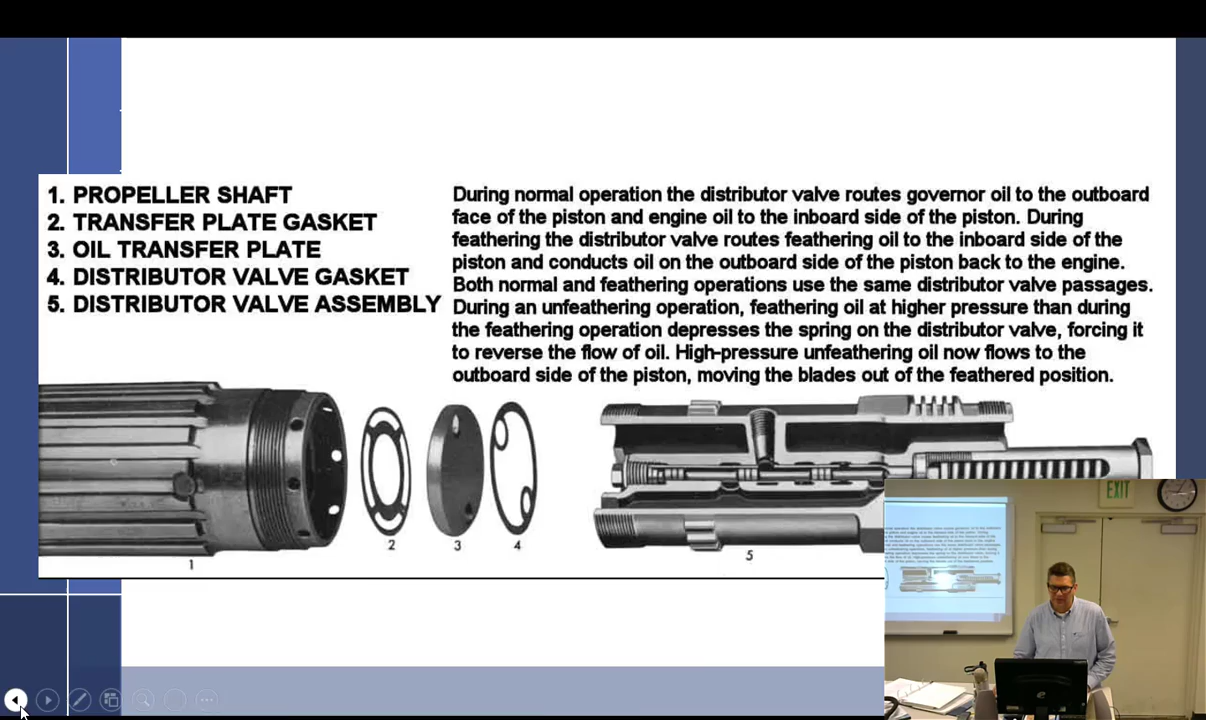 1. PROPELLER SHAFT
2. TRANSFER PLATE GASKET
3. OIL TRANSFER PLATE
4. DISTRIBUTOR VALVE GASKET
5. DISTRIBUTOR VALVE ASSEMBLY
During normal operation the distributor valve routes governor oil to the outboard
face of the piston and engine oil to the inboard side of the piston. During
feathering the distributor valve routes feathering oil to the inboard side of the
piston and conducts oil on the outboard side of the piston back to the engine.
Both normal and feathering operations use the same distributor valve passages.
During an unfeathering operation, feathering oil at higher pressure than during
the feathering operation depresses the spring on the distributor valve, forcing it
to reverse the flow of oil. High-pressure unfeathering oil now flows to the
outboard side of the piston, moving the blades out of the feathered position.
1
2
3
4
5
EXIT